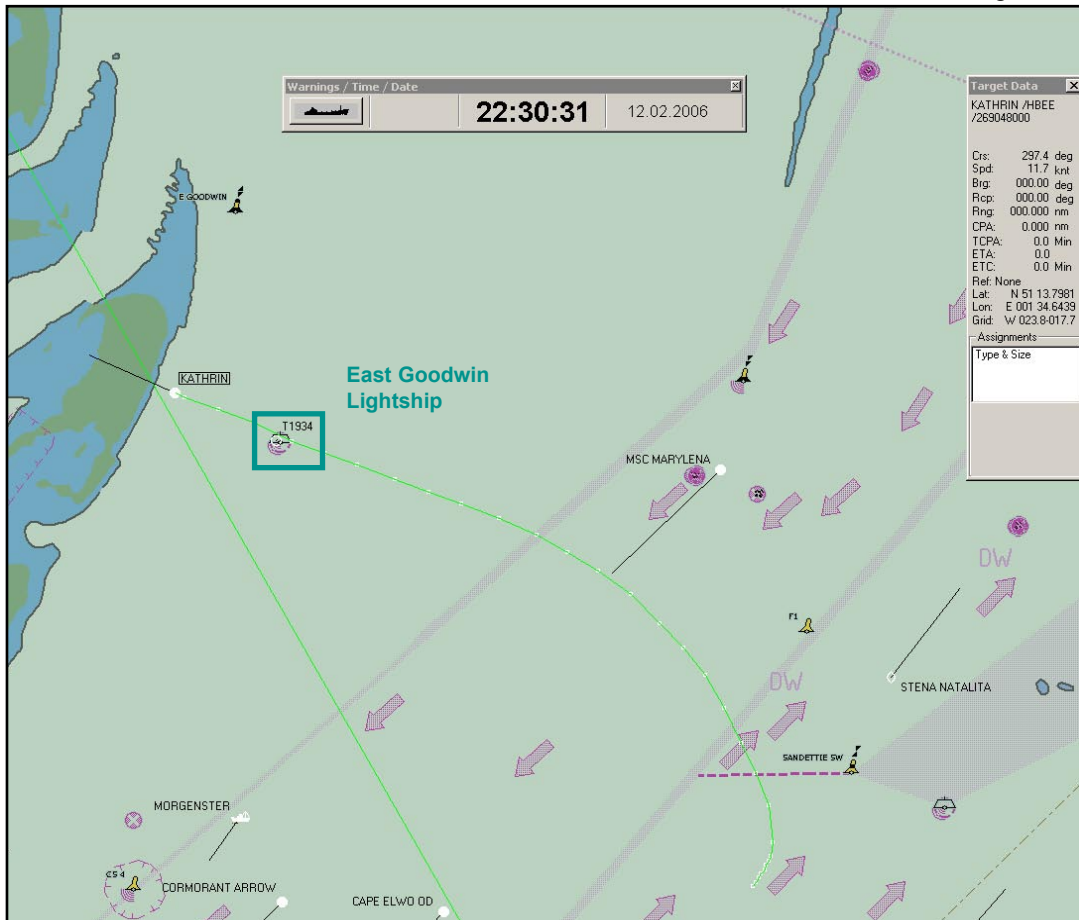 Warnings / Time / Date
22:30:31
12.02.2006
Target Data
KATHRIN /HBEE
/269048000
Crs: 297.4 deg
Spd: 11.7 knt
Brg: 000.00 deg
Rcp: 000.00 deg
Rng: 000.000 nm
CPA: 0.000 nm
TCPA: 0.0 Min
ETA: 0.0
ETC: 0.0 Min
Ref: None
Lat: N 51 13.7981
Lon: E 001 34.6439
Grid: W 023.8-017.7
Assignments
Type & Size
E GOODWIN
KATHRIN
East Goodwin
Lightship
T1934
MSC MARYLENA
DW
F1
STENA NATALITA
DW
SANDETTIE SW
MORGENSTER
CS 4
CORMORANT ARROW
CAPE ELWO OD